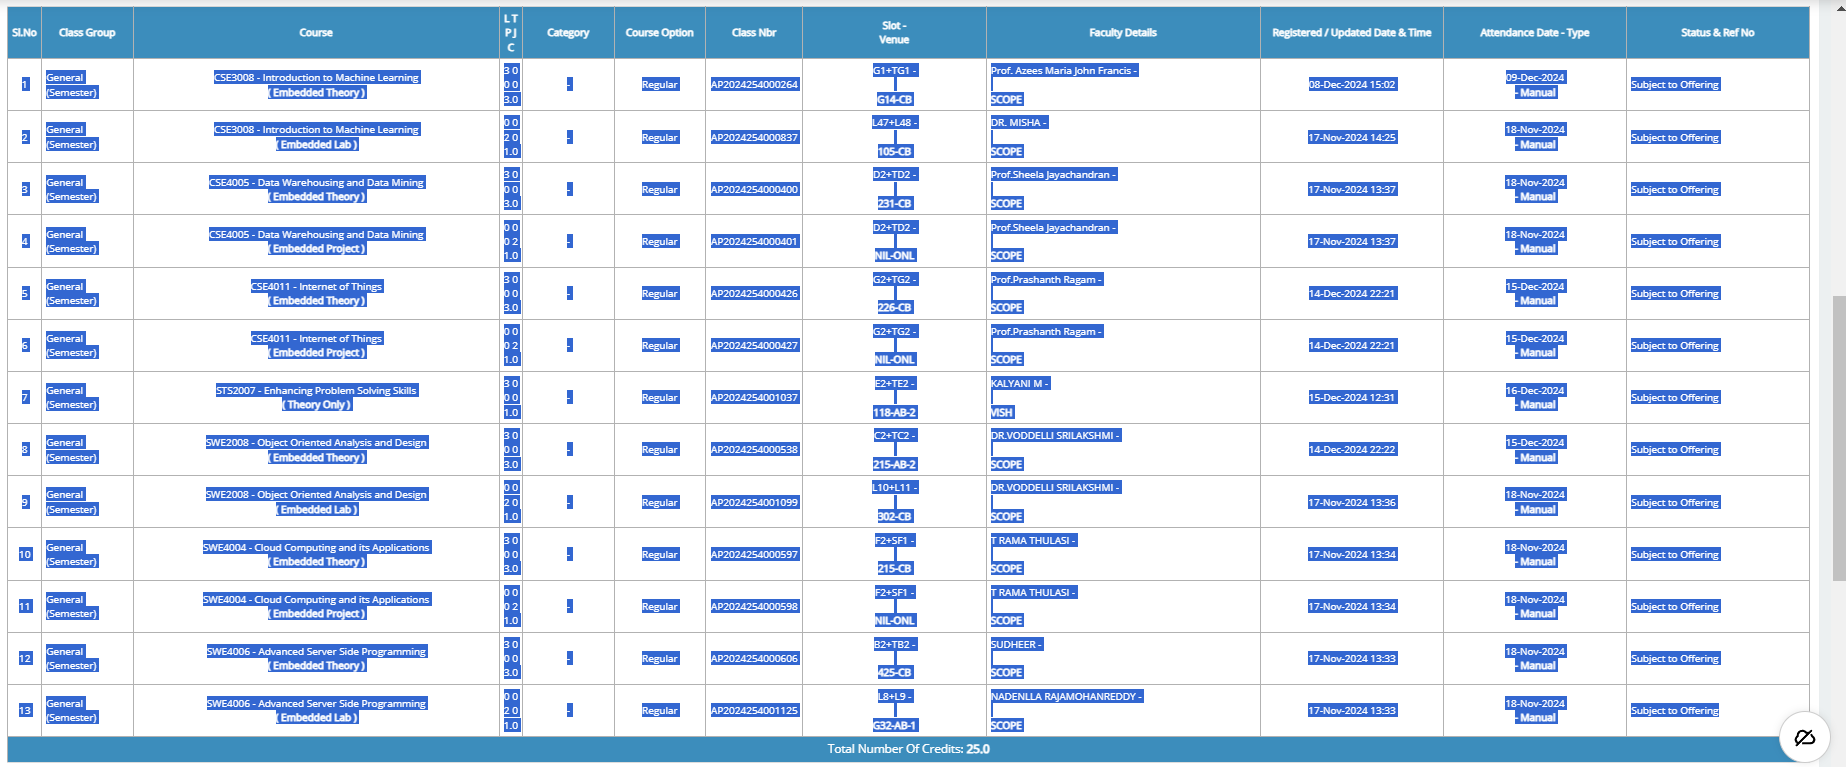 Sl.No Class Group Course L T P J C Category Course Option Class Nbr Slot - Venue Faculty Details Registered / Updated Date & Time Attendance Date - Type Status & Ref No
1 General (Semester) CSE3008 - Introduction to Machine Learning ( Embedded Theory ) 3 0 0 0 3.0 - Regular AP2024254000264 G1+TG1 - G14-CB Prof. Azees Maria John Francis - SCOPE 08-Dec-2024 15:02 09-Dec-2024 - Manual Subject to Offering
2 General (Semester) CSE3008 - Introduction to Machine Learning ( Embedded Lab ) 0 0 2 0 1.0 - Regular AP2024254000837 L47+L48 - 105-CB DR. MISHA - SCOPE 17-Nov-2024 14:25 18-Nov-2024 - Manual Subject to Offering
3 General (Semester) CSE4005 - Data Warehousing and Data Mining ( Embedded Theory ) 3 0 0 0 3.0 - Regular AP2024254000400 D2+TD2 - 231-CB Prof.Sheela Jayachandran - SCOPE 17-Nov-2024 13:37 18-Nov-2024 - Manual Subject to Offering
4 General (Semester) CSE4005 - Data Warehousing and Data Mining ( Embedded Project ) 0 0 0 2 1.0 - Regular AP2024254000401 D2+TD2 - NIL-ONL Prof.Sheela Jayachandran - SCOPE 17-Nov-2024 13:37 18-Nov-2024 - Manual Subject to Offering
5 General (Semester) CSE4011 - Internet of Things ( Embedded Theory ) 3 0 0 0 3.0 - Regular AP2024254000426 G2+TG2 - 226-CB Prof.Prashanth Ragam - SCOPE 14-Dec-2024 22:21 15-Dec-2024 - Manual Subject to Offering
6 General (Semester) CSE4011 - Internet of Things ( Embedded Project ) 0 0 0 2 1.0 - Regular AP2024254000427 G2+TG2 - NIL-ONL Prof.Prashanth Ragam - SCOPE 14-Dec-2024 22:21 15-Dec-2024 - Manual Subject to Offering
7 General (Semester) STS2007 - Enhancing Problem Solving Skills ( Theory Only ) 3 0 0 0 1.0 - Regular AP2024254001037 E2+TE2 - 118-AB-2 KALYANI M - VISH 15-Dec-2024 12:31 16-Dec-2024 - Manual Subject to Offering
8 General (Semester) SWE2008 - Object Oriented Analysis and Design ( Embedded Theory ) 3 0 0 0 3.0 - Regular AP2024254000538 C2+TC2 - 215-AB-2 DR.VODDELLI SRILAKSHMI - SCOPE 14-Dec-2024 22:22 15-Dec-2024 - Manual Subject to Offering
9 General (Semester) SWE2008 - Object Oriented Analysis and Design ( Embedded Lab ) 0 0 2 0 1.0 - Regular AP2024254001099 L10+L11 - 302-CB DR.VODDELLI SRILAKSHMI - SCOPE 17-Nov-2024 13:36 18-Nov-2024 - Manual Subject to Offering
10 General (Semester) SWE4004 - Cloud Computing and its Applications ( Embedded Theory ) 3 0 0 0 3.0 - Regular AP2024254000597 F2+SF1 - 215-CB T RAMA THULASI - SCOPE 17-Nov-2024 13:34 18-Nov-2024 - Manual Subject to Offering
11 General (Semester) SWE4004 - Cloud Computing and its Applications ( Embedded Project ) 0 0 0 2 1.0 - Regular AP2024254000598 F2+SF1 - NIL-ONL T RAMA THULASI - SCOPE 17-Nov-2024 13:34 18-Nov-2024 - Manual Subject to Offering
12 General (Semester) SWE4006 - Advanced Server Side Programming ( Embedded Theory ) 3 0 0 0 3.0 - Regular AP2024254000606 B2+TB2 - 425-CB SUDHEER - SCOPE 17-Nov-2024 13:33 18-Nov-2024 - Manual Subject to Offering
13 General (Semester) SWE4006 - Advanced Server Side Programming ( Embedded Lab ) 0 0 2 0 1.0 - Regular AP2024254001125 L8+L9 - G32-AB-1 NADENLLA RAJAMOHANREDDY - SCOPE 17-Nov-2024 13:33 18-Nov-2024 - Manual Subject to Offering
Total Number Of Credits: 25.0